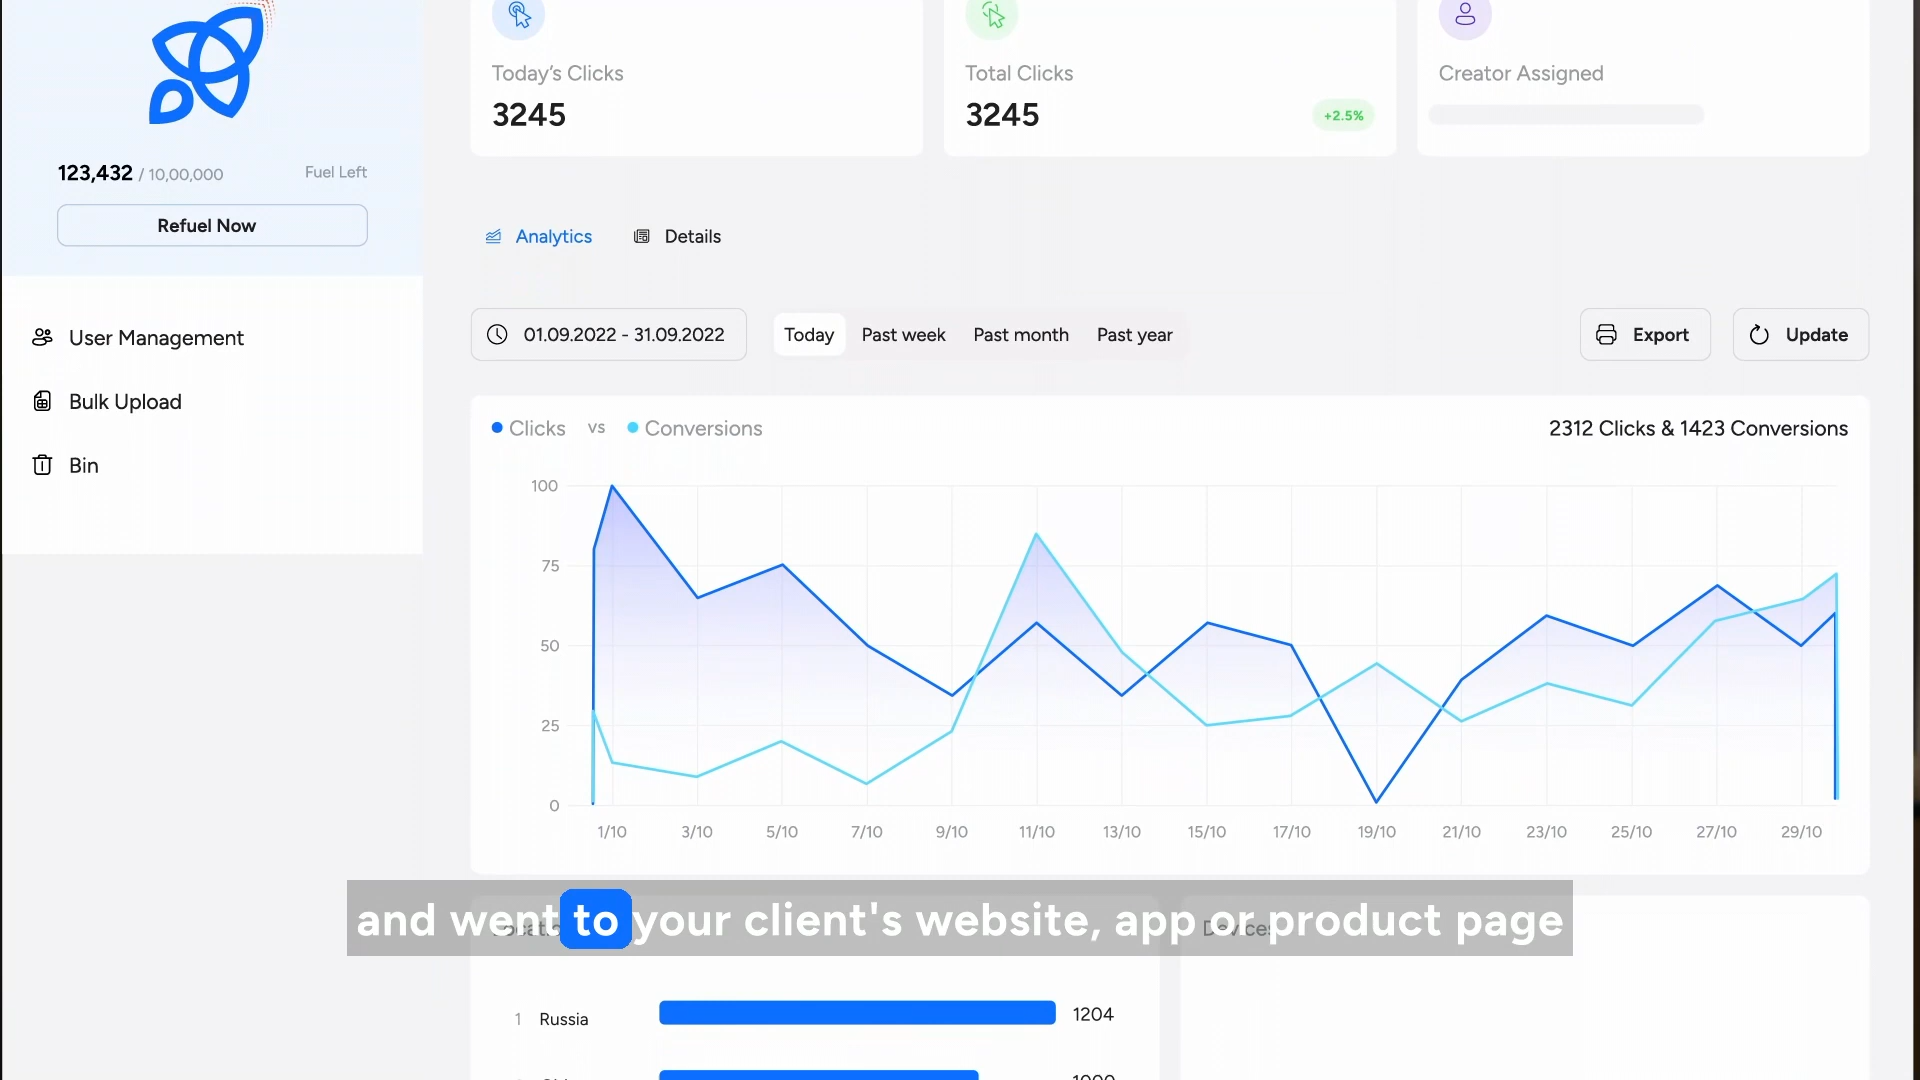 Today's Clicks
3245
Total Clicks
3245
+2.5%
Creator Assigned
123,432 / 10,00,000
Fuel Left
Refuel Now
User Management
Bulk Upload
Bin
Analytics
Details
01.09.2022 - 31.09.2022
Today
Past week
Past month
Past year
Export
Update
Clicks vs Conversions
2312 Clicks & 1423 Conversions
100
75
50
25
0
1/10 3/10 5/10 7/10 9/10 11/10 13/10 15/10 17/10 19/10 21/10 23/10 25/10 27/10 29/10
and went to your client's website, app or product page
Devices
1 Russia 1204